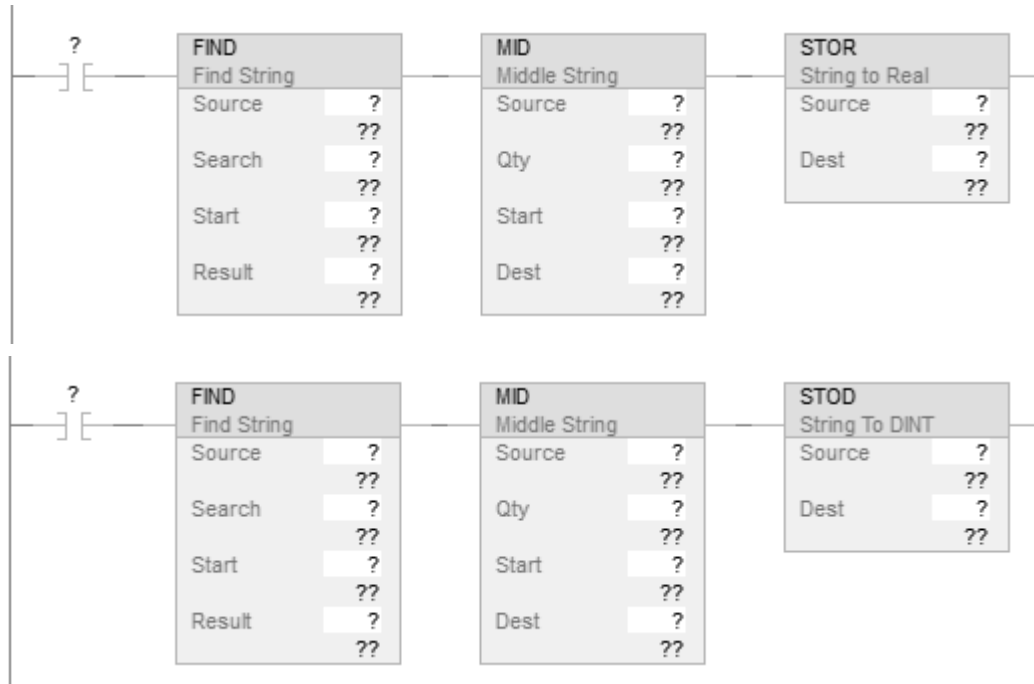 ?
FIND MID STOR
Find String Middle String String to Real
Source ? Source ? Source ?
?? ?? ??
Search ? Qty ? Dest ?
?? ?? ??
Start ? Start ?
?? ??
Result ? Dest ?
?? ??
?
FIND MID STOD
Find String Middle String String To DINT
Source ? Source ? Source ?
?? ?? ??
Search ? Qty ? Dest ?
?? ?? ??
Start ? Start ?
?? ??
Result ? Dest ?
?? ??